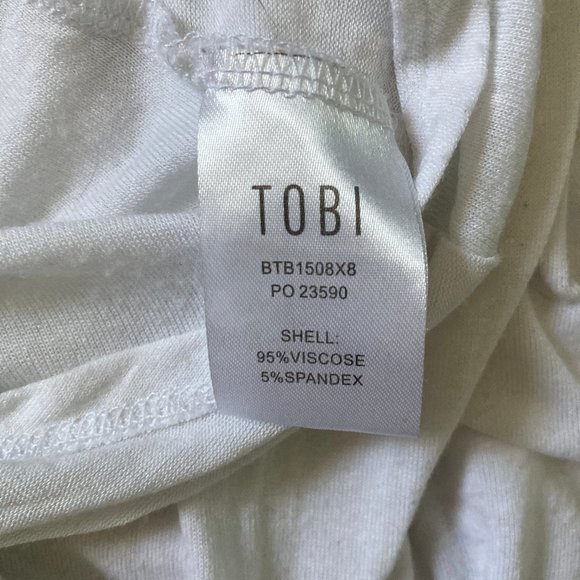 TOBI
BTB1508X8
PO 23590
SHELL:
95%VISCOSE
5%SPANDEX